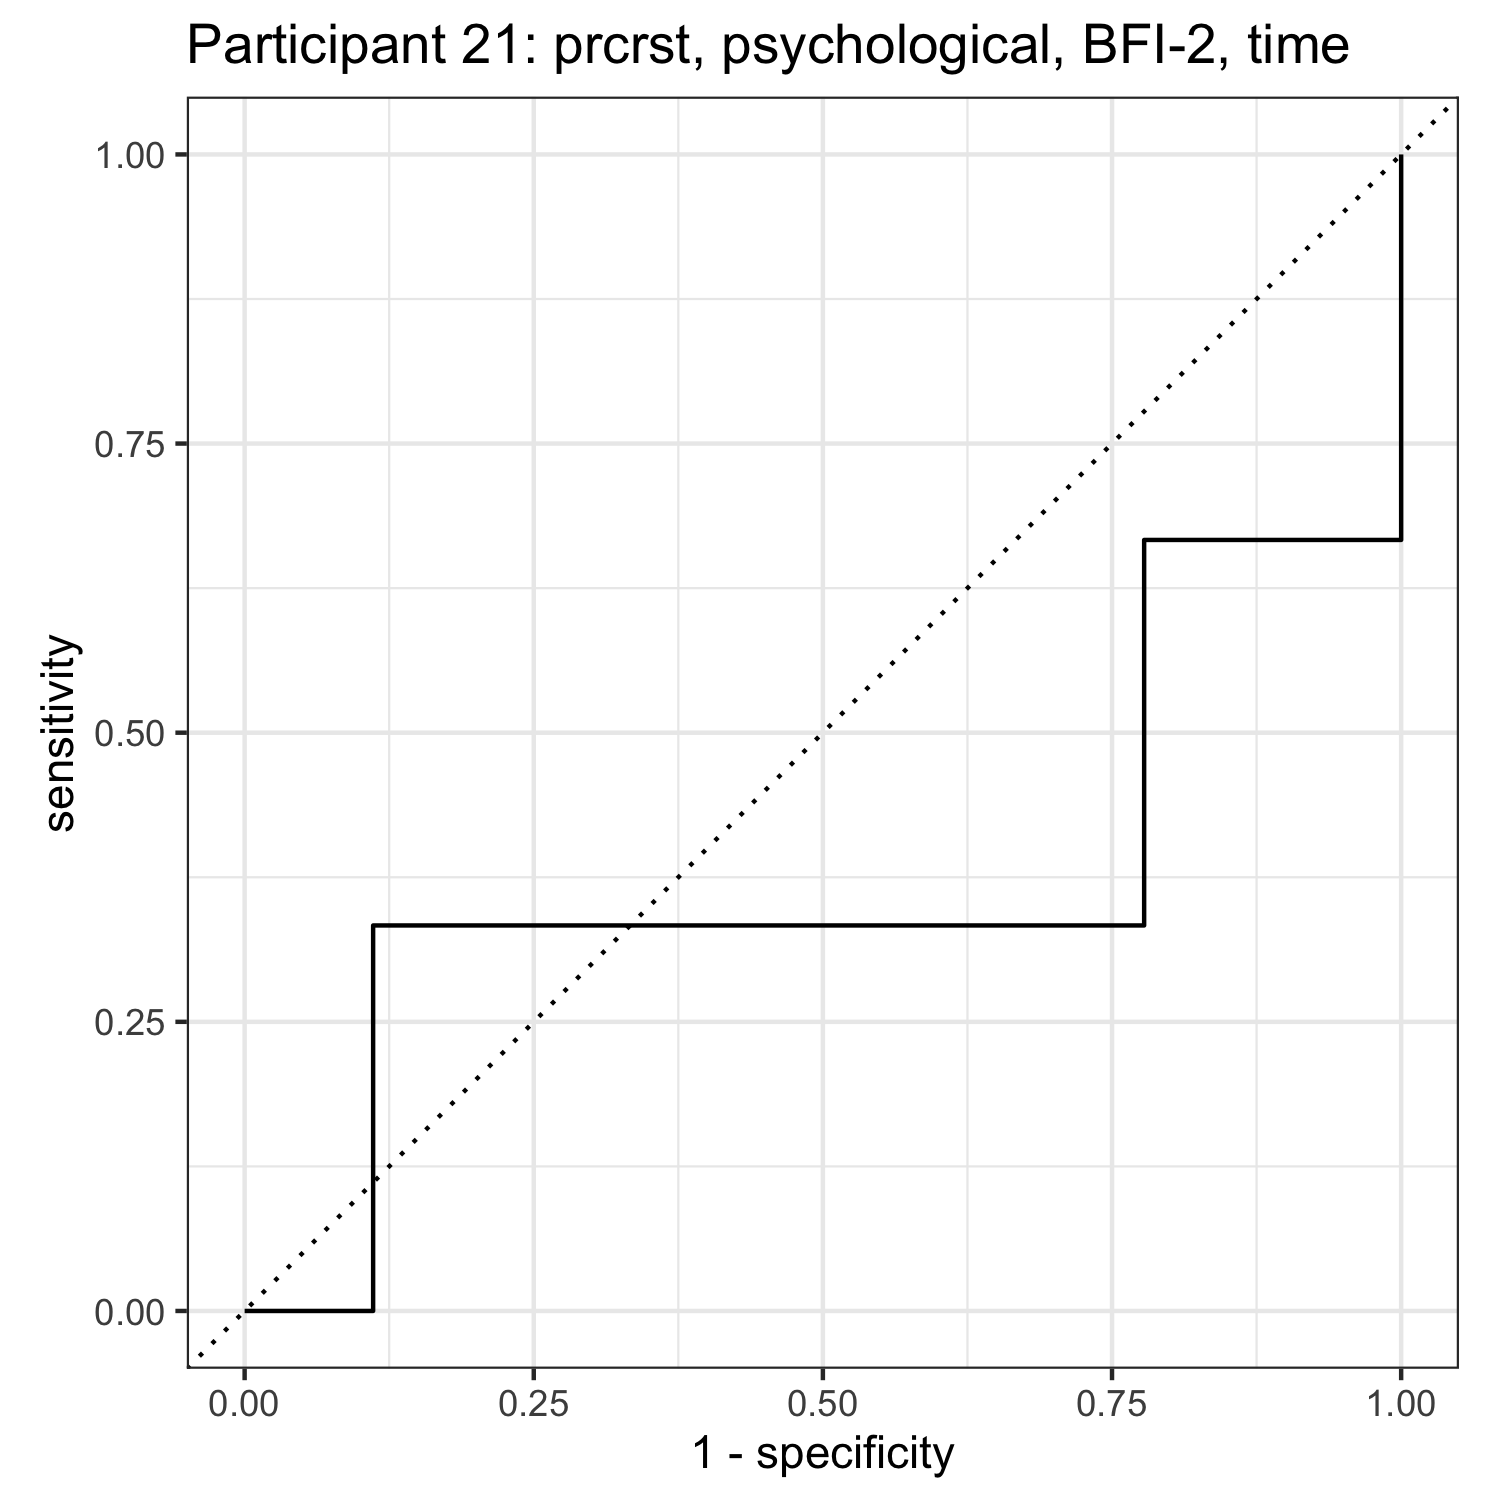 Participant 21: prcrst, psychological, BFI-2, time
1.00
0.75
0.50
0.25
0.00
sensitivity
0.00 0.25 0.50 0.75 1.00
1 - specificity